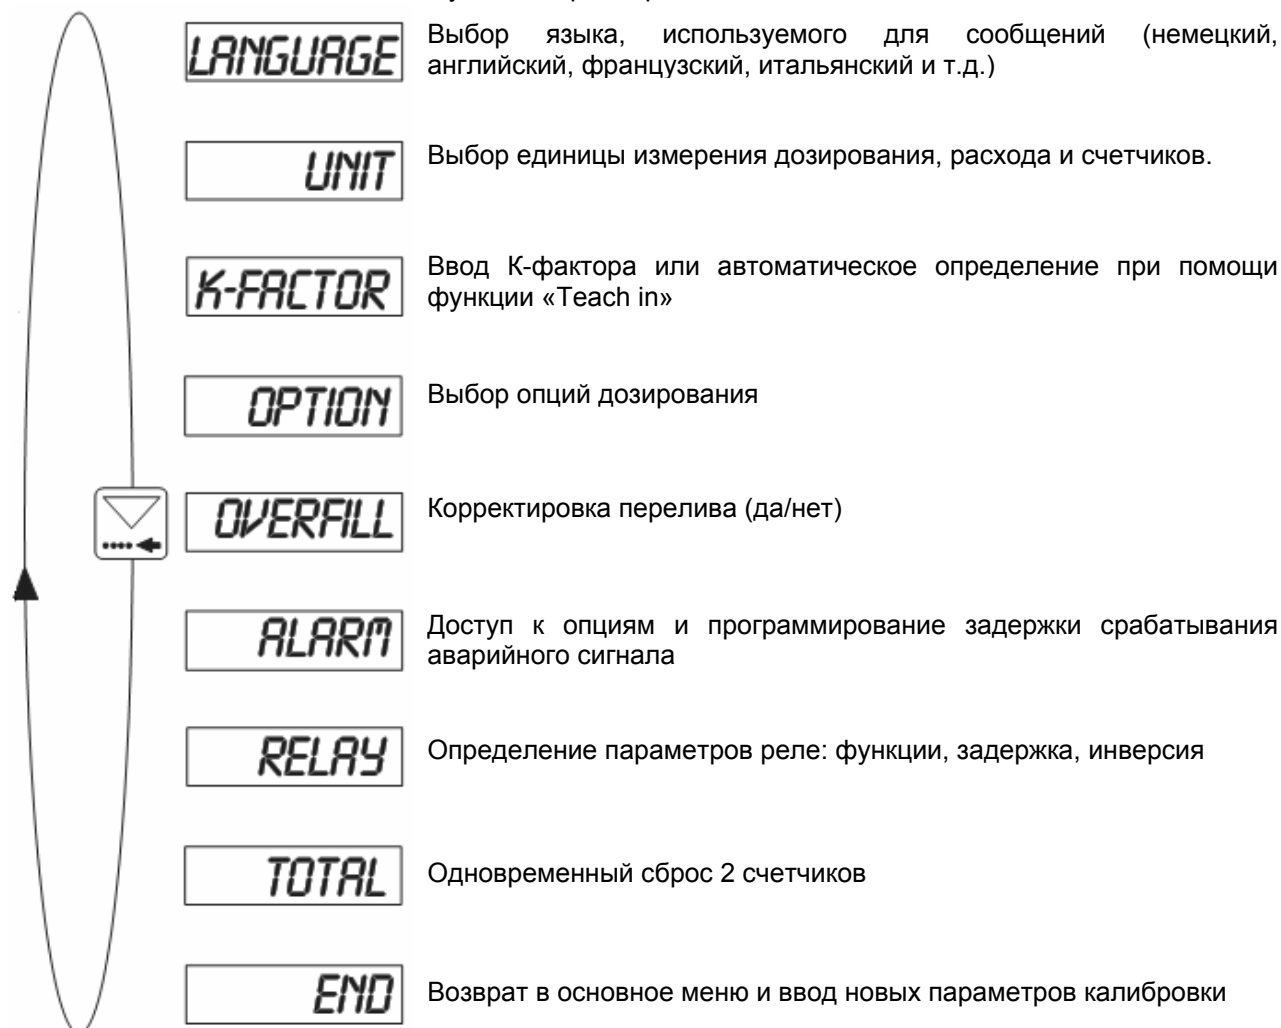 LANGUAGE
Выбор языка, используемого для сообщений (немецкий,
английский, французский, итальянский и т.д.)
UNIT
Выбор единицы измерения дозирования, расхода и счетчиков.
K-FACTOR
Ввод К-фактора или автоматическое определение при помощи
функции «Teach in»
OPTION
Выбор опций дозирования
OVERFILL
Корректировка перелива (да/нет)
ALARM
Доступ к опциям и программирование задержки срабатывания
аварийного сигнала
RELAY
Определение параметров реле: функции, задержка, инверсия
TOTAL
Одновременный сброс 2 счетчиков
END
Возврат в основное меню и ввод новых параметров калибровки